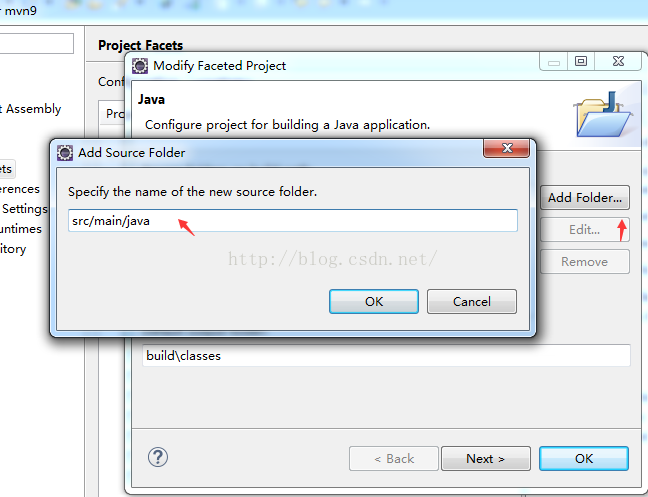 r mvn9
Project Facets
Modify Faceted Project
Java
Configure project for building a Java application.
t Assembly
Add Source Folder
Specify the name of the new source folder.
src/main/java
http://blog.csdn.net/
OK
Cancel
ets
erences
Settings
untimes
itory
Add Folder...
Edit...
Remove
build\classes
?
< Back
Next >
OK